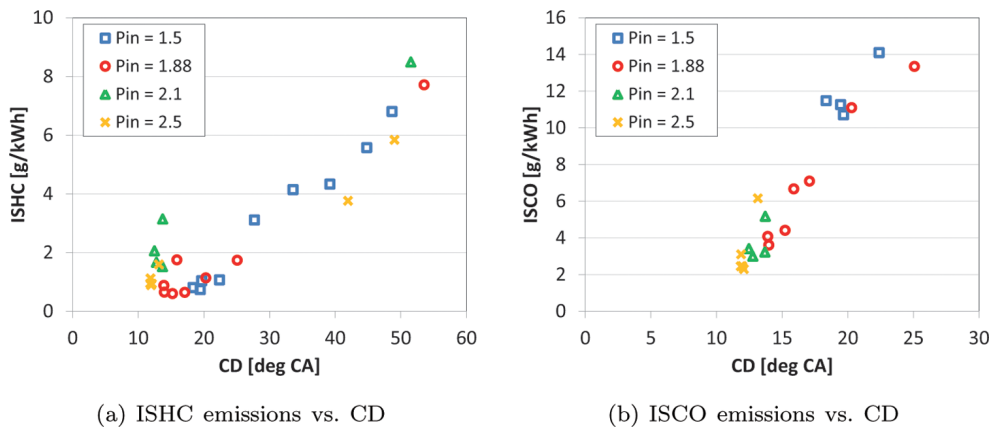 10
8
6
4
2
0
ISHC [g/kWh]
Pin = 1.5
Pin = 1.88
Pin = 2.1
Pin = 2.5
0 10 20 30 40 50 60
CD [deg CA]
(a) ISHC emissions vs. CD
16
14
12
10
8
6
4
2
0
ISCO [g/kWh]
Pin = 1.5
Pin = 1.88
Pin = 2.1
Pin = 2.5
0 5 10 15 20 25 30
CD [deg CA]
(b) ISCO emissions vs. CD